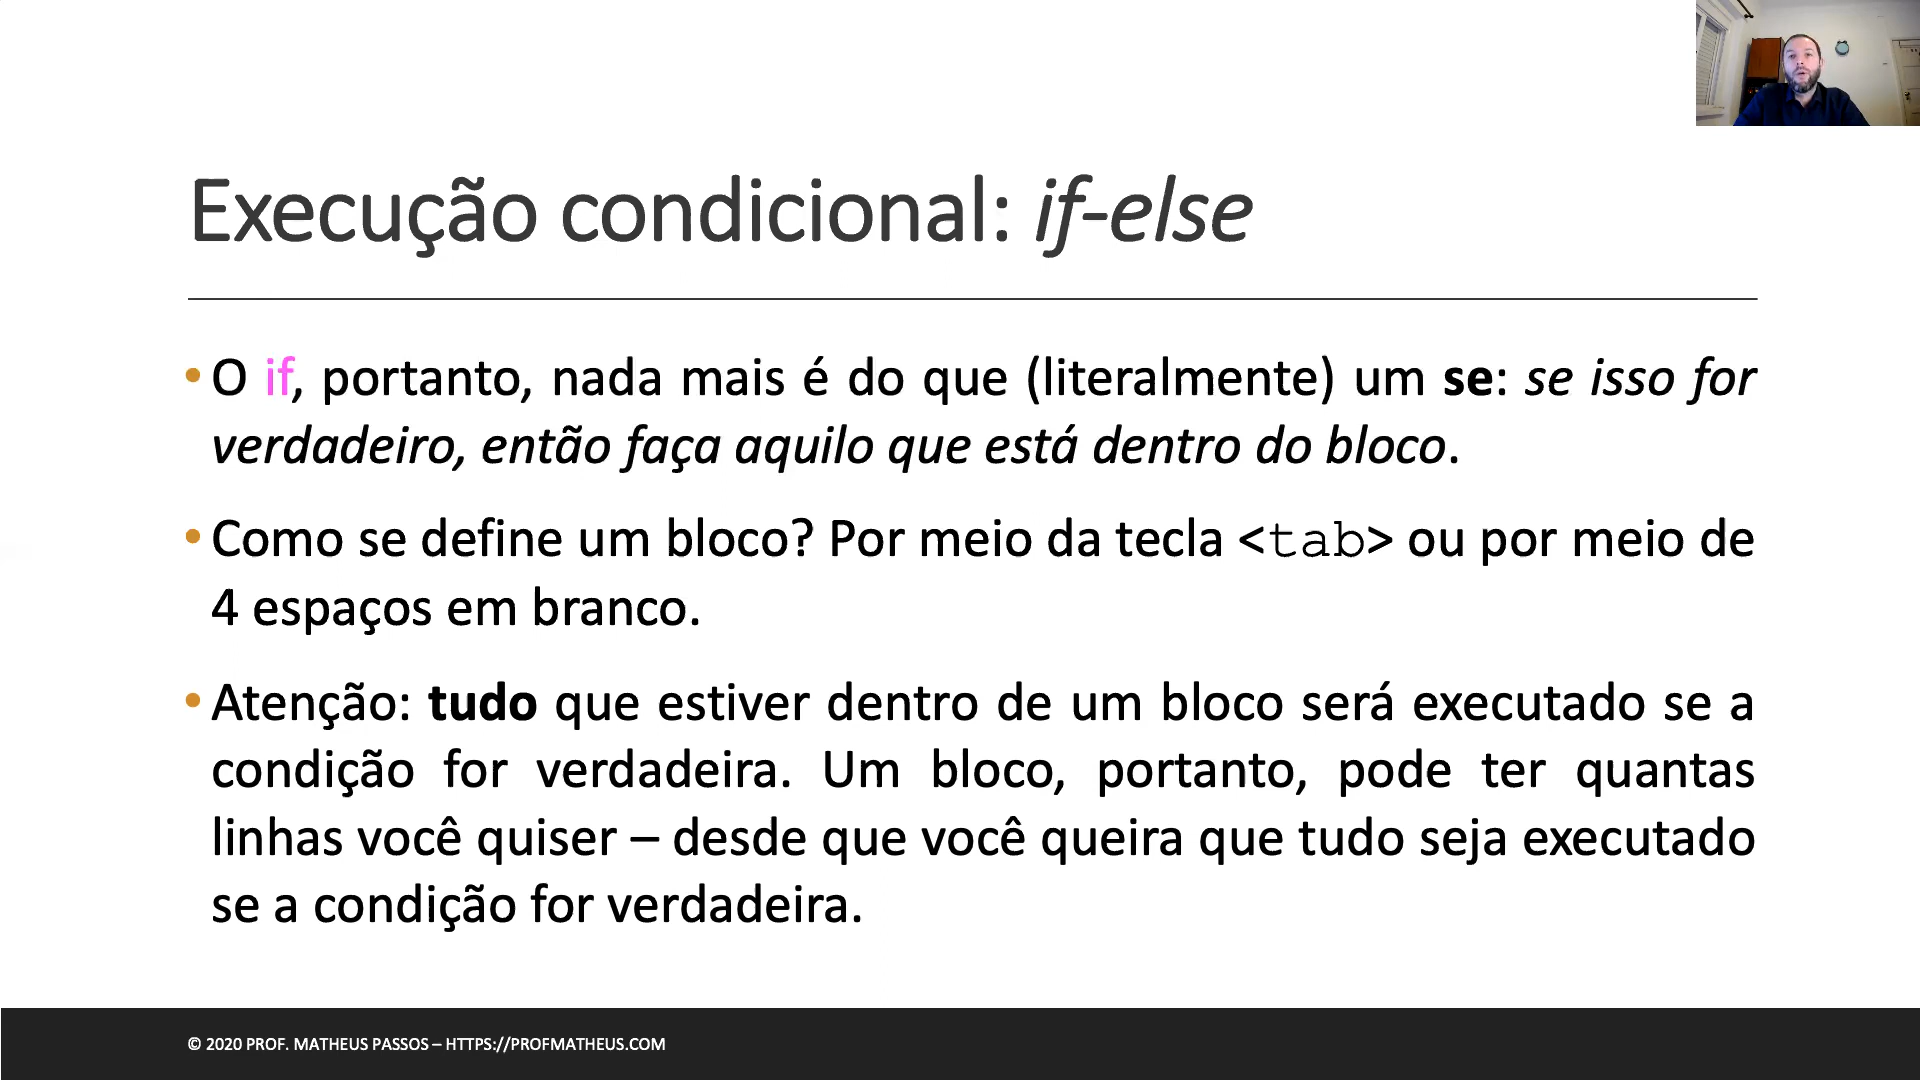 Execução condicional: if-else
• O if, portanto, nada mais é do que (literalmente) um se: se isso for
verdadeiro, então faça aquilo que está dentro do bloco.
• Como se define um bloco? Por meio da tecla <tab> ou por meio de
4 espaços em branco.
• Atenção: tudo que estiver dentro de um bloco será executado se a
condição for verdadeira. Um bloco, portanto, pode ter quantas
linhas você quiser – desde que você queira que tudo seja executado
se a condição for verdadeira.
© 2020 PROF. MATHEUS PASSOS – HTTPS://PROFMATHEUS.COM